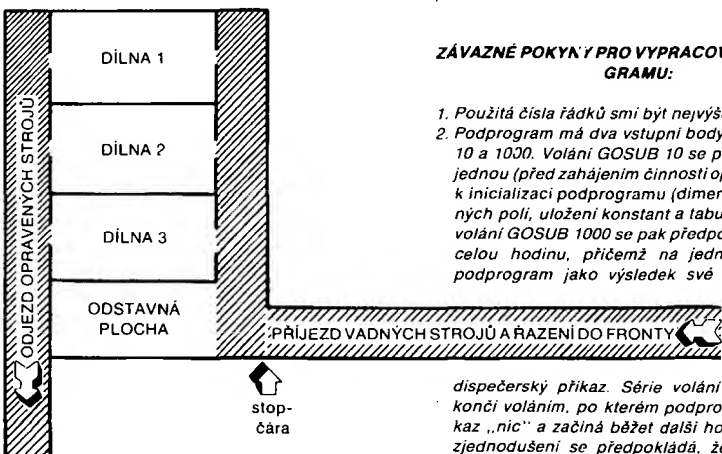 DÍLNA 1
DÍLNA 2
DÍLNA 3
ODSTAVNÁ
PLOCHA
ODJEZD OPRAVENÝCH STROJŮ
PŘÍJEZD VADNÝCH STROJŮ A ŘAZENÍ DO FRONTY
stop-
čára
ZÁVAZNÉ POKYNY PRO VYPRACOV
GRAMU:
1. Použitá čísla řádků smí být nejvýš
2. Podprogram má dva vstupní body
10 a 1000. Volání GOSUB 10 se p
jednou (před zahájením činnosti o
k inicializaci podprogramu (dimen
ných polí, uložení konstant a tabu
volání GOSUB 1000 se pak předpo
celou hodinu, přičemž na jedn
podprogram jako výsledek své
dispečerský příkaz. Série volání
končí voláním, po kterém podpro
kaz „nic" a začíná běžet další ho
zjednodušení se předpokládá, že